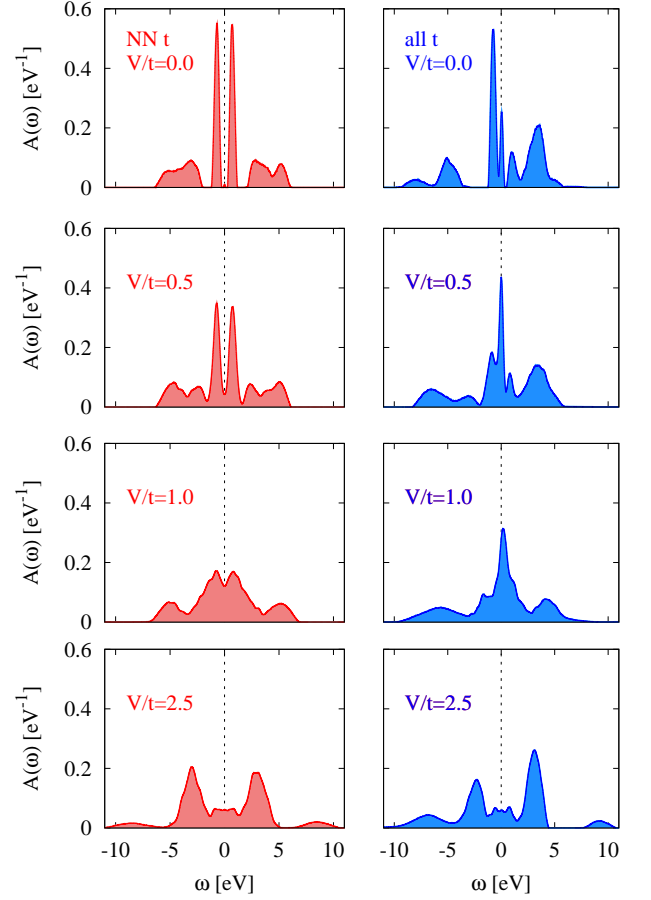 0.6
0.4
0.2
0
A(ω) [eV⁻¹]
NN t
V/t=0.0
all t
V/t=0.0
0.6
0.4
0.2
0
A(ω) [eV⁻¹]
V/t=0.5
V/t=0.5
0.6
0.4
0.2
0
A(ω) [eV⁻¹]
V/t=1.0
V/t=1.0
0.6
0.4
0.2
0
A(ω) [eV⁻¹]
V/t=2.5
V/t=2.5
-10 -5 0 5 10 -10 -5 0 5 10
ω [eV] ω [eV]